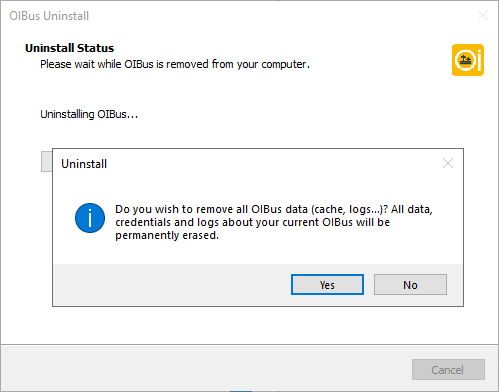 OIBus Uninstall
Uninstall Status
Please wait while OIBus is removed from your computer.
Oi
Uninstalling OIBus...
Uninstall
Do you wish to remove all OIBus data (cache, logs...)? All data,
credentials and logs about your current OIBus will be
permanently erased.
Yes
No
Cancel